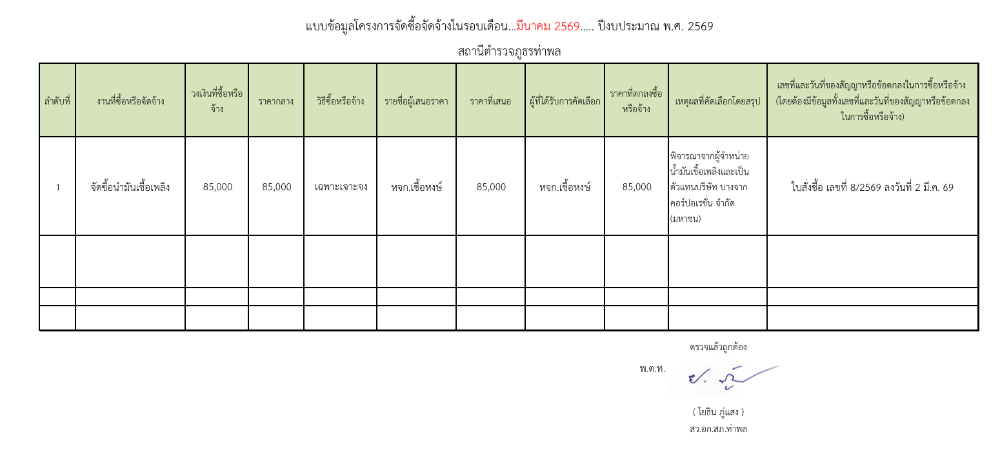 แบบข้อมูลโครงการจัดซื้อจัดจ้างในรอบเดือน...มีนาคม 2569..... ปีงบประมาณ พ.ศ. 2569
สถานีตำรวจภูธรท่าพล
ลำดับที่
งานที่ซื้อหรือจัดจ้าง
วงเงินที่ซื้อหรือ
จ้าง
ราคากลาง
วิธีซื้อหรือจ้าง
รายชื่อผู้เสนอราคา
ราคาที่เสนอ
ผู้ที่ได้รับการคัดเลือก
ราคาที่ตกลงซื้อ
หรือจ้าง
เหตุผลที่คัดเลือกโดยสรุป
เลขที่และวันที่ของสัญญาหรือข้อตกลงในการซื้อหรือจ้าง
(โดยต้องมีข้อมูลทั้งเลขที่และวันที่ของสัญญาหรือข้อตกลง
ในการซื้อหรือจ้าง)
1
จัดซื้อน้ำมันเชื้อเพลิง
85,000
85,000
เฉพาะเจาะจง
หจก.เชื้อหงษ์
85,000
หจก.เชื้อหงษ์
85,000
พิจารณาจากผู้จำหน่าย
น้ำมันเชื้อเพลิงและเป็น
ตัวแทนบริษัท บางจาก
คอร์ปอเรชั่น จำกัด
(มหาชน)
ใบสั่งซื้อ เลขที่ 8/2569 ลงวันที่ 2 มี.ค. 69
ตรวจแล้วถูกต้อง
พ.ต.ท.
( โยธิน ภู่แสง )
สว.อก.สภ.ท่าพล